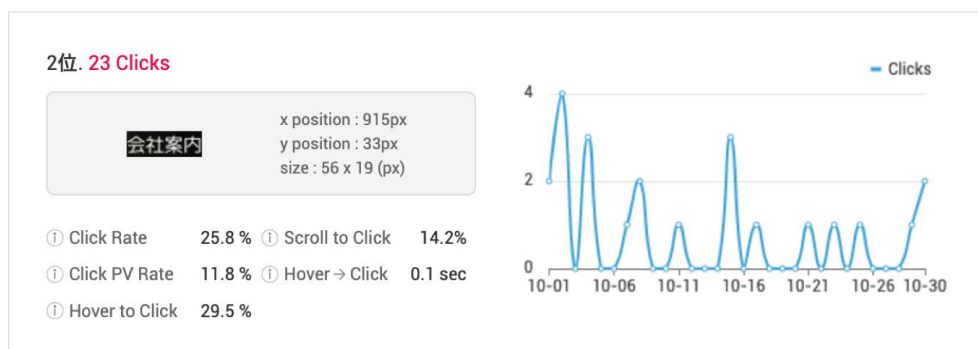 2位. 23 Clicks
会社案内
x position : 915px
y position : 33px
size : 56 x 19 (px)
Click Rate 25.8 % Scroll to Click 14.2%
Click PV Rate 11.8 % Hover → Click 0.1 sec
Hover to Click 29.5 %
Clicks
4
2
0
10-01 10-06 10-11 10-16 10-21 10-26 10-30